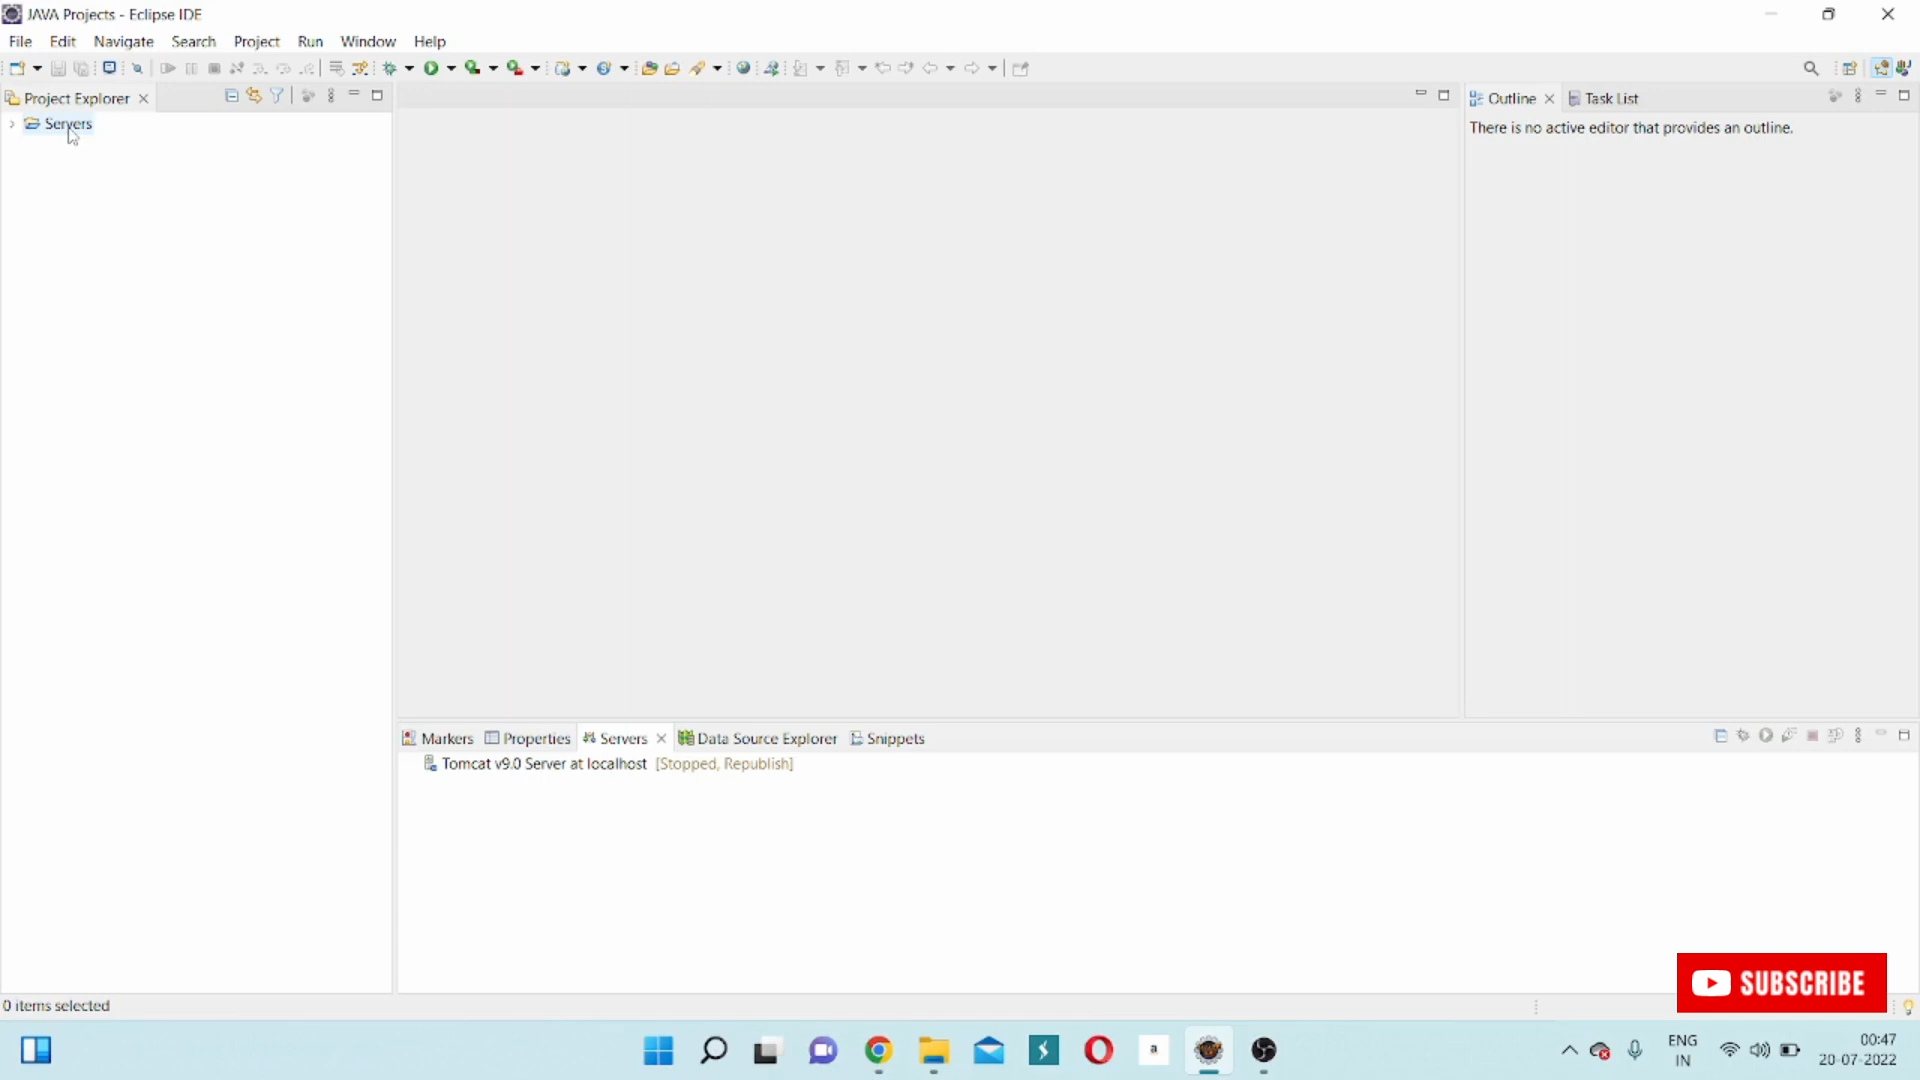 JAVA Projects - Eclipse IDE
File Edit Navigate Search Project Run Window Help
Project Explorer
Servers
Outline Task List
There is no active editor that provides an outline.
Markers Properties Servers Data Source Explorer Snippets
Tomcat v9.0 Server at localhost [Stopped, Republish]
SUBSCRIBE
0 items selected
a
ENG
IN
00:47
20-07-2022